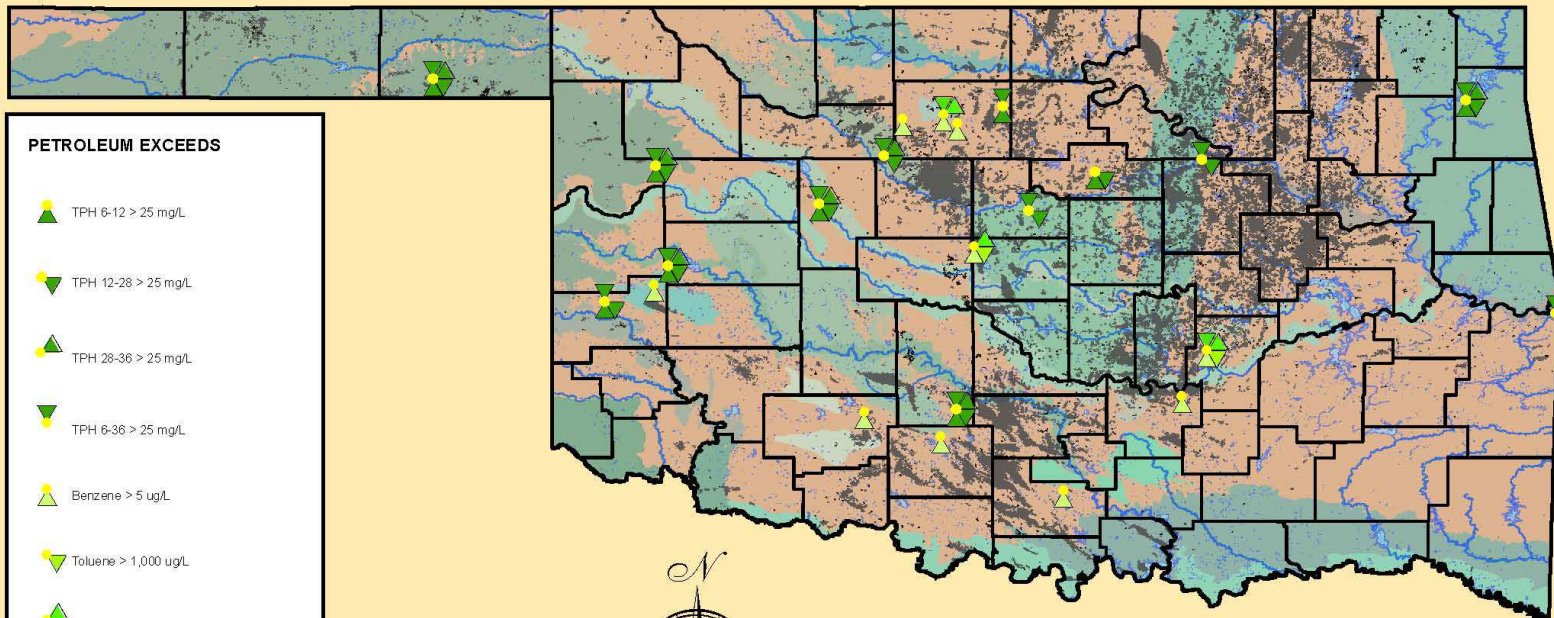 PETROLEUM EXCEEDS
TPH 6-12 > 25 mg/L
TPH 12-28 > 25 mg/L
TPH 28-36 > 25 mg/L
TPH 6-36 > 25 mg/L
Benzene > 5 ug/L
Toluene > 1,000 ug/L
N